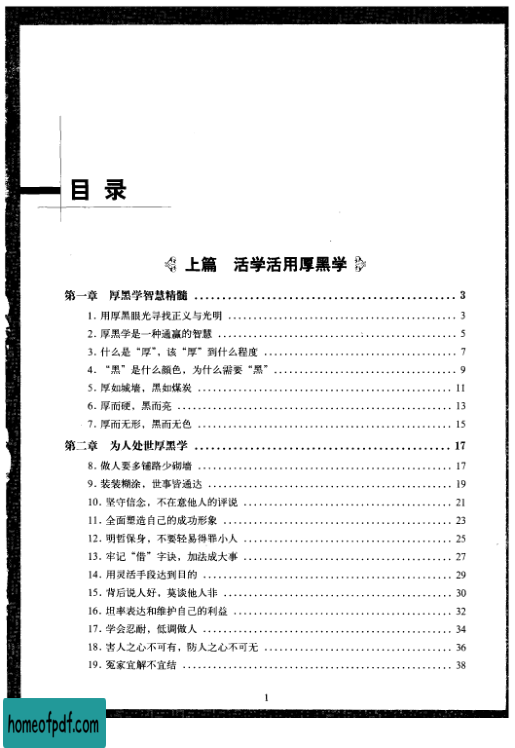 目 录
上篇 活学活用厚黑学
第一章 厚黑学智慧精髓 ................................ 3
1. 用厚黑眼光寻找正义与光明 ................................ 3
2. 厚黑学是一种通赢的智慧 ................................ 5
3. 什么是“厚”，该“厚”到什么程度 ................................ 7
4. “黑”是什么颜色，为什么需要“黑” ................................ 9
5. 厚如城墙，黑如煤炭 ................................ 11
6. 厚而硬，黑而亮 ................................ 13
7. 厚而无形，黑而无色 ................................ 15
第二章 为人处世厚黑学 ................................ 17
8. 做人要多铺路少砌墙 ................................ 17
9. 装装糊涂，世事皆通达 ................................ 19
10. 坚守信念，不在意他人的评说 ................................ 21
11. 全面塑造自己的成功形象 ................................ 23
12. 明哲保身，不要轻易得罪小人 ................................ 25
13. 牢记“借”字诀，加法成大事 ................................ 27
14. 用灵活手段达到目的 ................................ 29
15. 背后说人好，莫谈他人非 ................................ 30
16. 坦率表达和维护自己的利益 ................................ 32
17. 学会忍耐，低调做人 ................................ 34
18. 害人之心不可有，防人之心不可无 ................................ 36
19. 冤家宜解不宜结 ................................ 38
1
homeofpdf.com